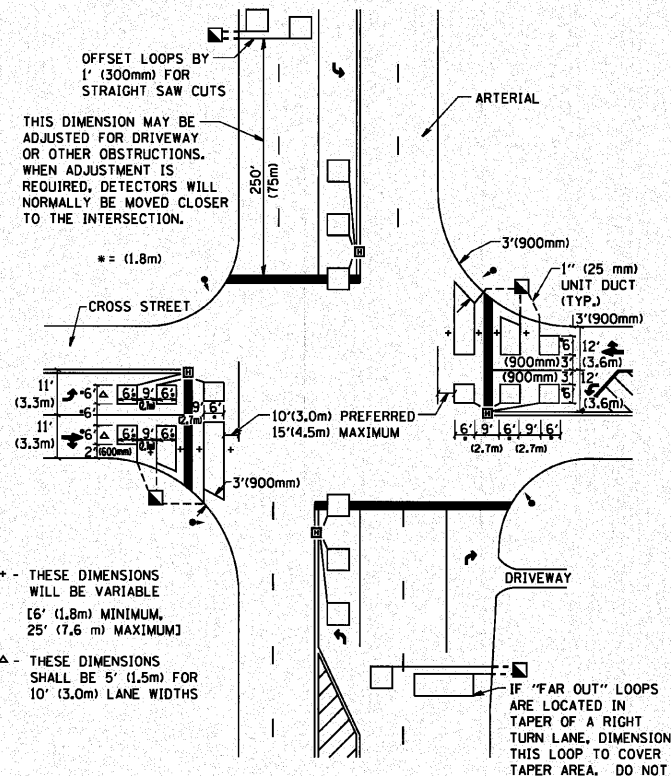 OFFSET LOOPS BY
1' (300mm) FOR
STRAIGHT SAW CUTS
THIS DIMENSION MAY BE
ADJUSTED FOR DRIVEWAY
OR OTHER OBSTRUCTIONS.
WHEN ADJUSTMENT IS
REQUIRED, DETECTORS WILL
NORMALLY BE MOVED CLOSER
TO THE INTERSECTION.
* = (1.8m)
250'
(75m)
ARTERIAL
3'(900mm)
1" (25 mm)
UNIT DUCT
(TYP.)
3'(900mm)
CROSS STREET
H
H
*6'
12'
(3.6m)
(900mm) 3'
(900mm) 3'
*6'
12'
(3.6m)
H
6' 9' 6' 9' 6'
* * *
(2.7m) (2.7m)
11'
(3.3m)
*6' Δ 6' 9' 6'
*6'
11'
(3.3m)
*6' Δ 6' 9' 6'
2' (600mm)
9' 6'
(2.7m) *
10'(3.0m) PREFERRED
15'(4.5m) MAXIMUM
3'(900mm)
H
DRIVEWAY
+ - THESE DIMENSIONS
WILL BE VARIABLE
[6' (1.8m) MINIMUM,
25' (7.6 m) MAXIMUM]
Δ - THESE DIMENSIONS
SHALL BE 5' (1.5m) FOR
10' (3.0m) LANE WIDTHS
IF "FAR OUT" LOOPS
ARE LOCATED IN
TAPER OF A RIGHT
TURN LANE, DIMENSION
THIS LOOP TO COVER
TAPER AREA. DO NOT